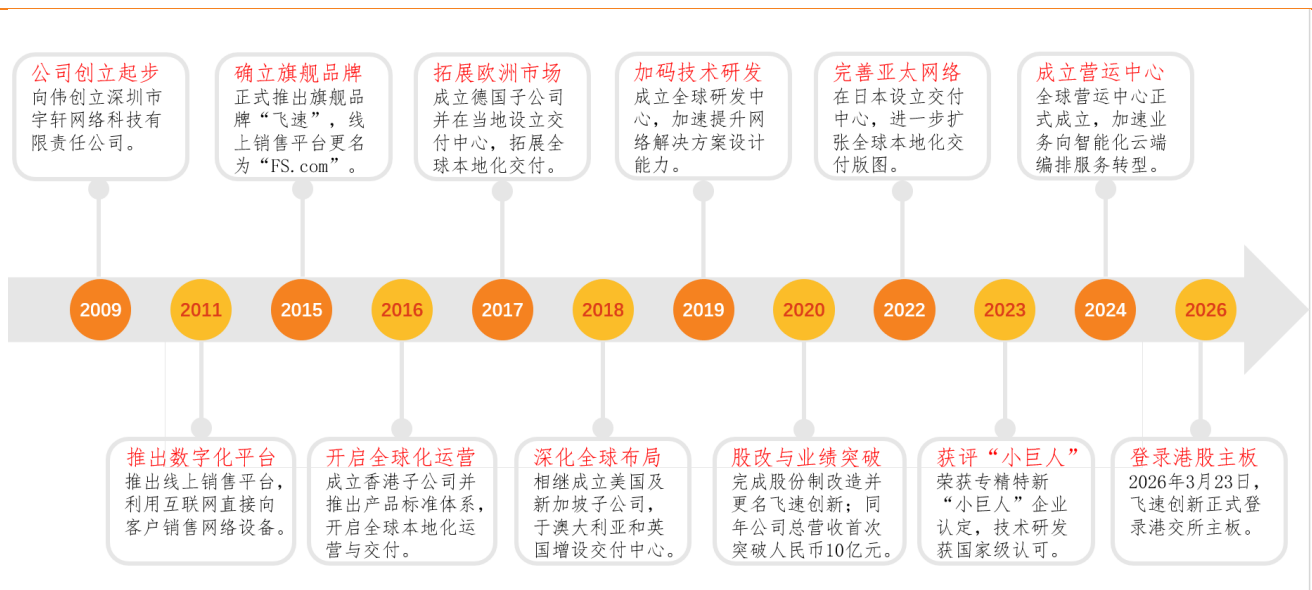 公司创立起步
向伟创立深圳市
宇轩网络科技有
限责任公司。
确立旗舰品牌
正式推出旗舰品
牌“飞速”，线
上销售平台更名
为“FS.com”。
拓展欧洲市场
成立德国子公司
并在当地设立交
付中心，拓展全
球本地化交付。
加码技术研发
成立全球研发中
心，加速提升网
络解决方案设计
能力。
完善亚太网络
在日本设立交付
中心，进一步扩
张全球本地化交
付版图。
成立营运中心
全球营运中心正
式成立，加速业
务向智能化云端
编排服务转型。
2009
2011
2015
2016
2017
2018
2019
2020
2022
2023
2024
2026
推出数字化平台
推出线上销售平台，
利用互联网直接向
客户销售网络设备。
开启全球化运营
成立香港子公司并
推出产品标准体系，
开启全球本地化运
营与交付。
深化全球布局
相继成立美国及
新加坡子公司，
于澳大利亚和英
国增设交付中心。
股改与业绩突破
完成股份制改造并
更名飞速创新；同
年公司总营收首次
突破人民币10亿元。
获评“小巨人”
荣获专精特新
“小巨人”企业
认定，技术研发
获国家级认可。
登录港股主板
2026年3月23日，
飞速创新正式登
录港交所主板。